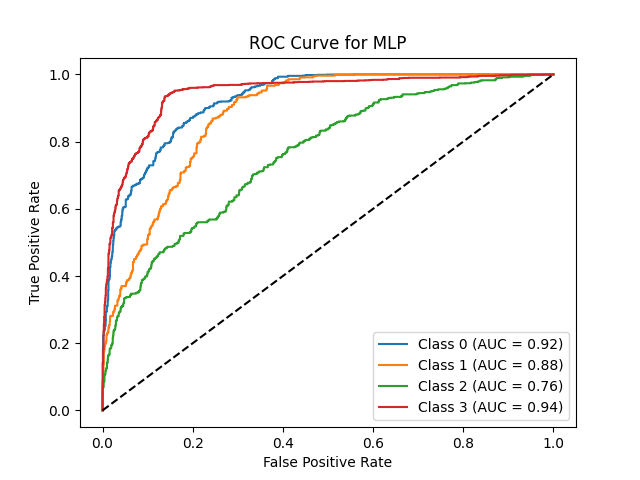 ROC Curve for MLP
True Positive Rate
1.0
0.8
0.6
0.4
0.2
0.0
Class 0 (AUC = 0.92)
Class 1 (AUC = 0.88)
Class 2 (AUC = 0.76)
Class 3 (AUC = 0.94)
0.0 0.2 0.4 0.6 0.8 1.0
False Positive Rate